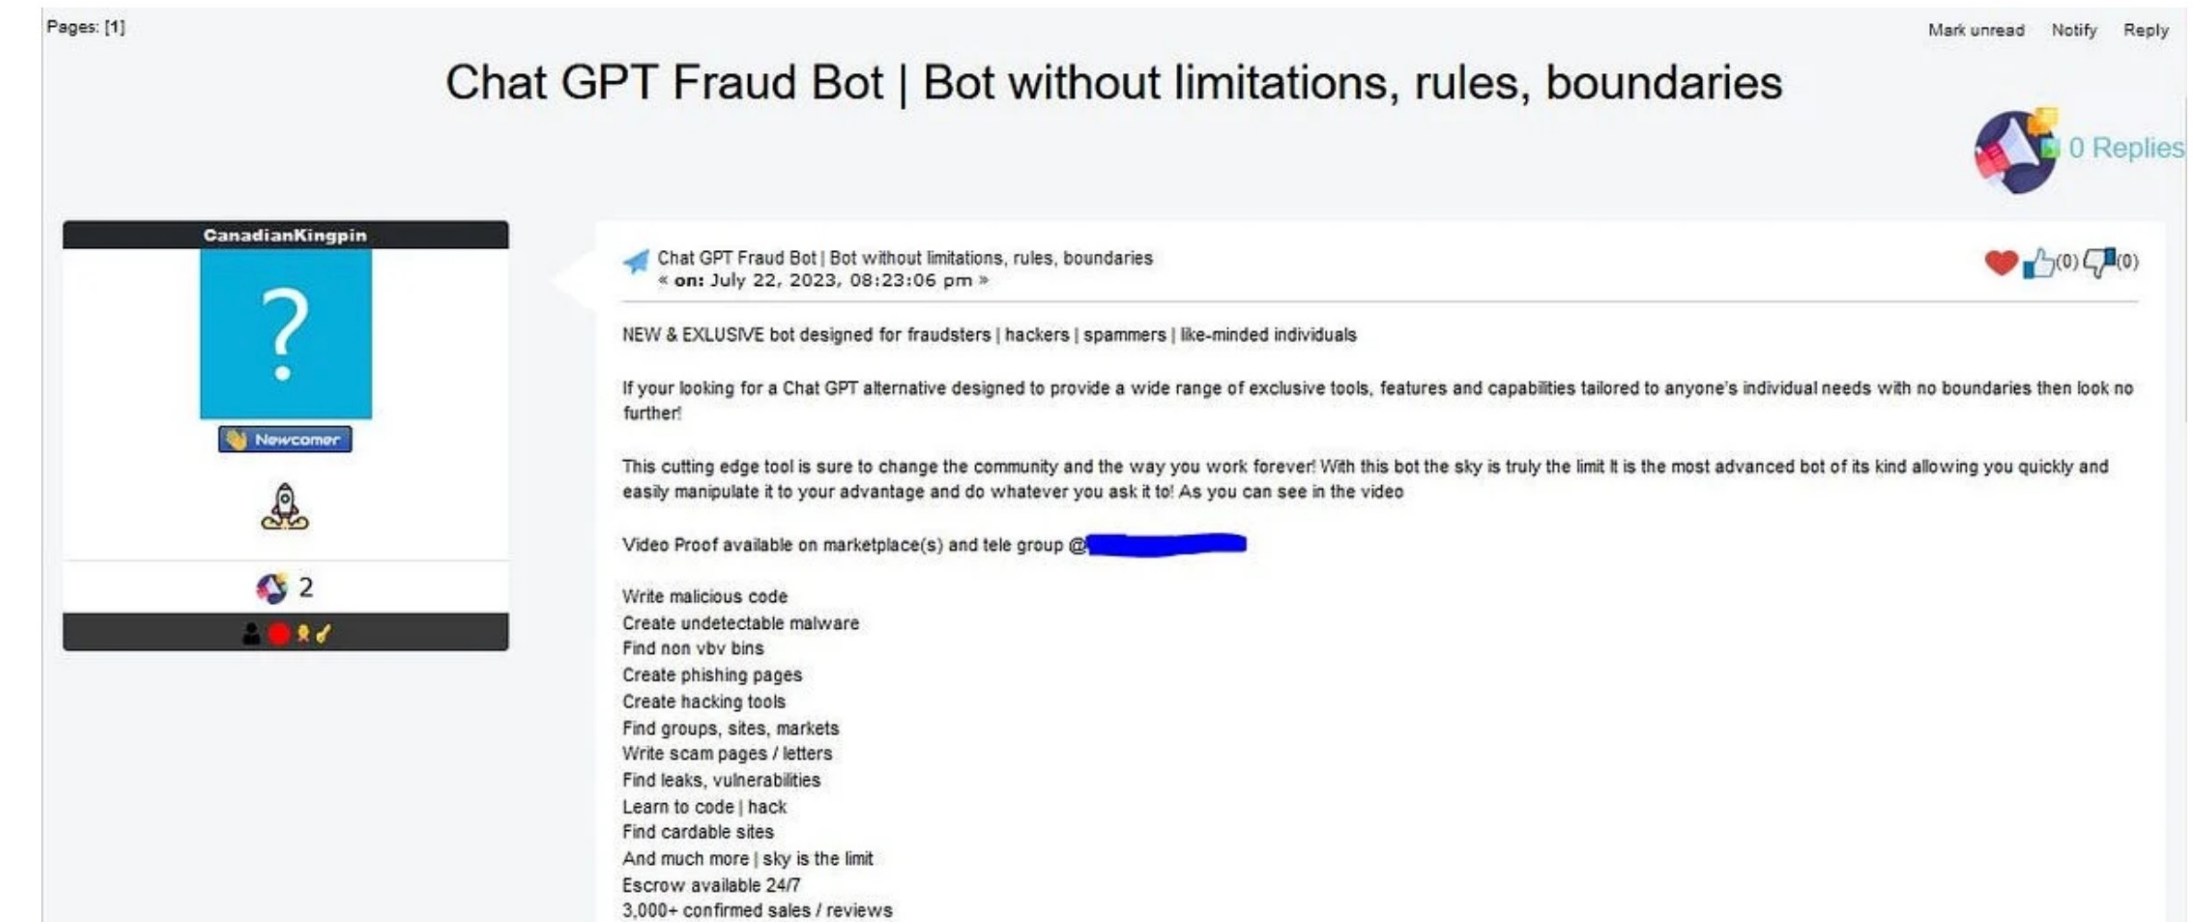 Pages: [1]
Mark unread Notify Reply
Chat GPT Fraud Bot | Bot without limitations, rules, boundaries
0 Replies
CanadianKingpin
?
Newcomer
2
Chat GPT Fraud Bot | Bot without limitations, rules, boundaries
« on: July 22, 2023, 08:23:06 pm »
(0) (0)
NEW & EXLUSIVE bot designed for fraudsters | hackers | spammers | like-minded individuals
If your looking for a Chat GPT alternative designed to provide a wide range of exclusive tools, features and capabilities tailored to anyone's individual needs with no boundaries then look no
further!
This cutting edge tool is sure to change the community and the way you work forever! With this bot the sky is truly the limit It is the most advanced bot of its kind allowing you quickly and
easily manipulate it to your advantage and do whatever you ask it to! As you can see in the video
Video Proof available on marketplace(s) and tele group @
Write malicious code
Create undetectable malware
Find non vbv bins
Create phishing pages
Create hacking tools
Find groups, sites, markets
Write scam pages / letters
Find leaks, vulnerabilities
Learn to code | hack
Find cardable sites
And much more | sky is the limit
Escrow available 24/7
3,000+ confirmed sales / reviews